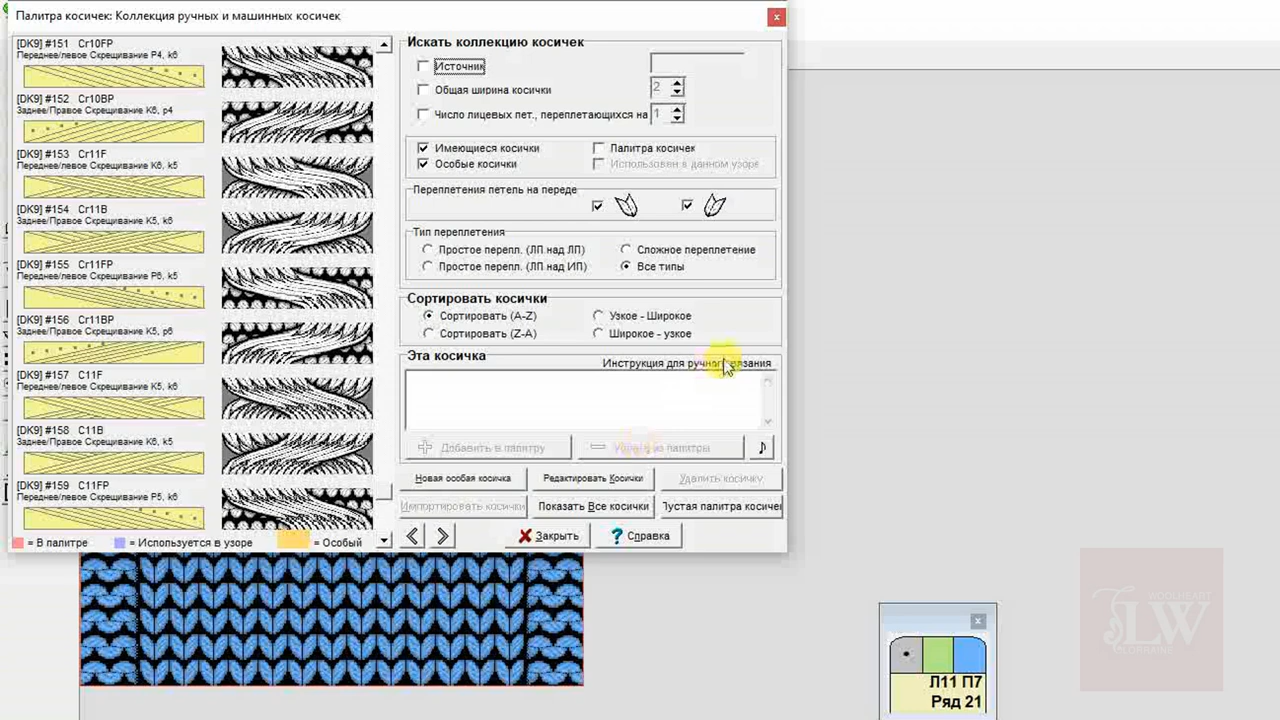 Палитра косичек: Коллекция ручных и машинных косичек
x
[DK9] #151 Cr10FP
Переднее/левое Скрещивание P4, k6
[DK9] #152 Cr10BP
Заднее/Правое Скрещивание K6, p4
[DK9] #153 Cr11F
Переднее/левое Скрещивание K6, k5
[DK9] #154 Cr11B
Заднее/Правое Скрещивание K5, k6
[DK9] #155 Cr11FP
Переднее/левое Скрещивание P6, k5
[DK9] #156 Cr11BP
Заднее/Правое Скрещивание K5, p6
[DK9] #157 C11F
Переднее/левое Скрещивание K5, k6
[DK9] #158 C11B
Заднее/Правое Скрещивание K6, k5
[DK9] #159 C11FP
Переднее/левое Скрещивание P5, k6
= В палитре
= Используется в узоре
= Особый
Искать коллекцию косичек
Источник
Общая ширина косички 2
Число лицевых пет., переплетающихся на 1
Имеющиеся косички
Палитра косичек
Особые косички
Использован в данном узоре
Переплетения петель на переде
Тип переплетения
Простое перепл. (ЛП над ЛП)
Сложное переплетение
Простое перепл. (ЛП над ИП)
Все типы
Сортировать косички
Сортировать (A-Z)
Узкое - Широкое
Сортировать (Z-A)
Широкое - узкое
Эта косичка
Инструкция для ручного вязания
Добавить в палитру
Новая особая косичка
Редактировать Косички
Удалить косичку
Импортировать косички
Показать Все косички
Пустая палитра косичек
Закрыть
? Справка
x
Л11 П7
Ряд 21
WOOLHEART
LW
LORRAINE